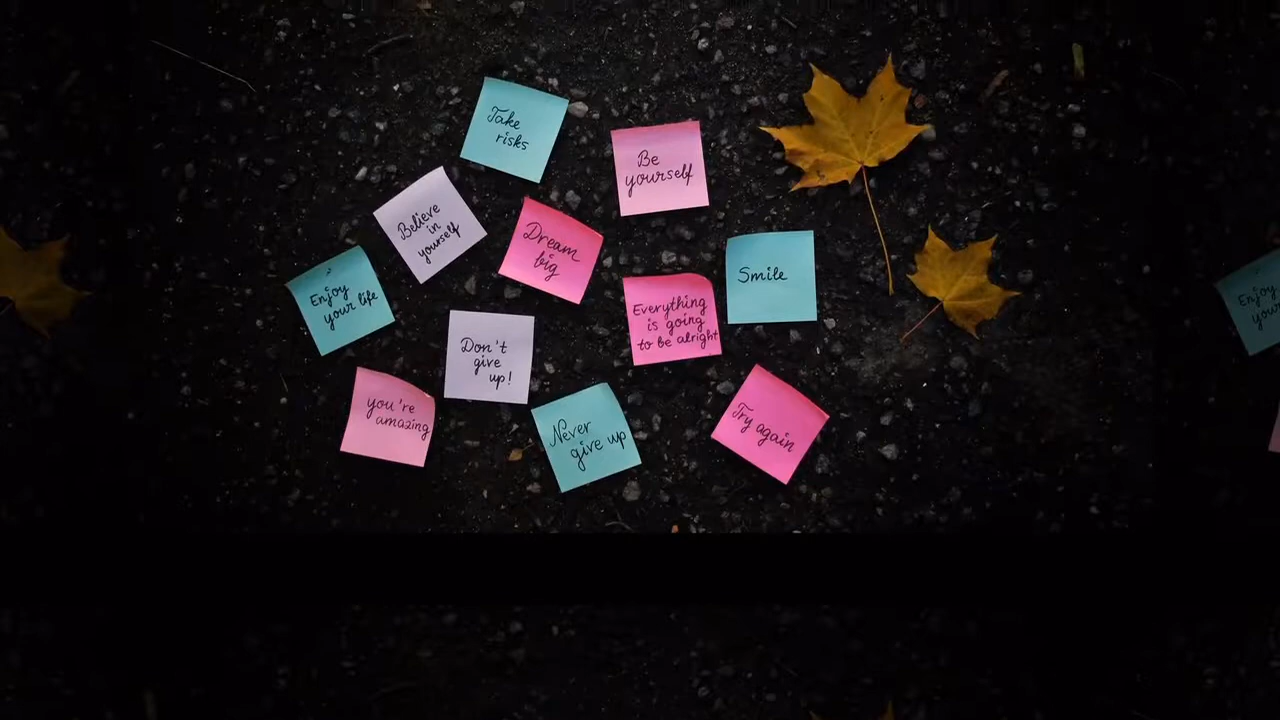 Take
risks
Be
yourself
Believe
in
yourself
Dream
big
Smile
Enjoy
your life
Everything
is going
to be alright
Don't
give
up!
you're
amazing
Never
give up
Try again
Enjoy